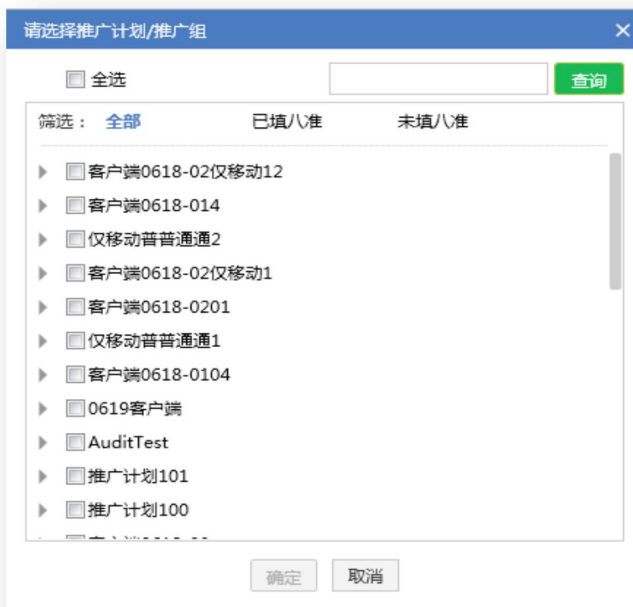 请选择推广计划/推广组
全选 查询
筛选： 全部 已填八准 未填八准
客户端0618-02仅移动12
客户端0618-014
仅移动普普通通2
客户端0618-02仅移动1
客户端0618-0201
仅移动普普通通1
客户端0618-0104
0619客户端
AuditTest
推广计划101
推广计划100
确定 取消